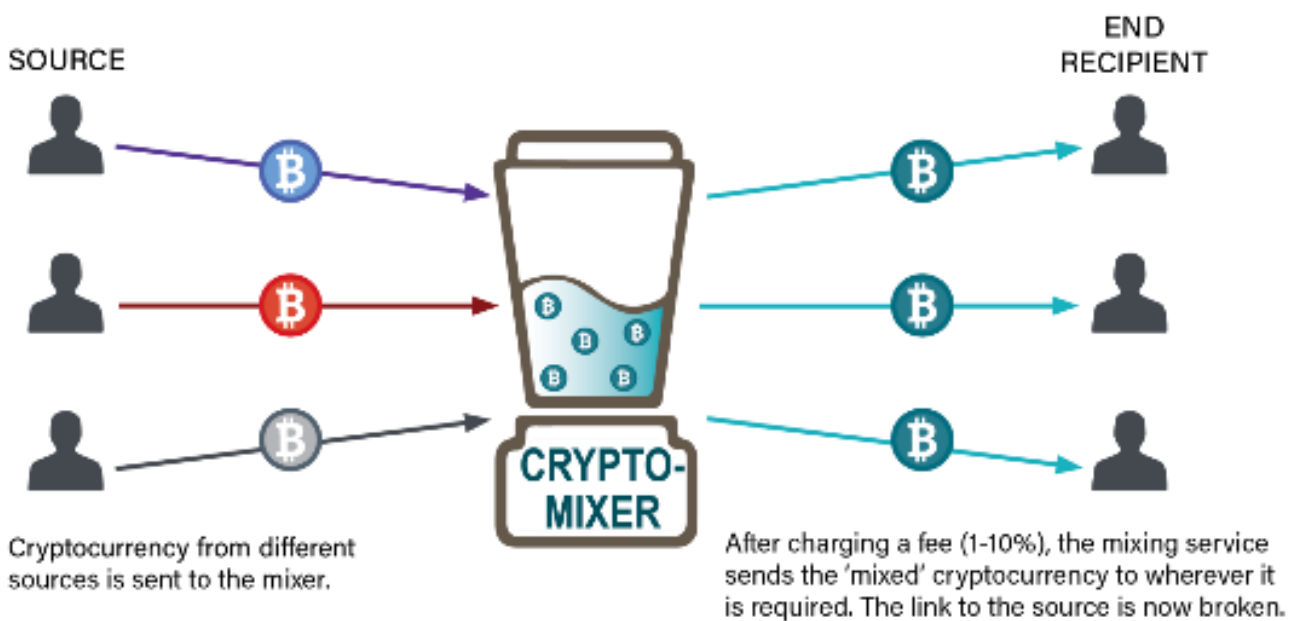 SOURCE
END
RECIPIENT
CRYPTO-
MIXER
Cryptocurrency from different
sources is sent to the mixer.
After charging a fee (1-10%), the mixing service
sends the ‘mixed’ cryptocurrency to wherever it
is required. The link to the source is now broken.